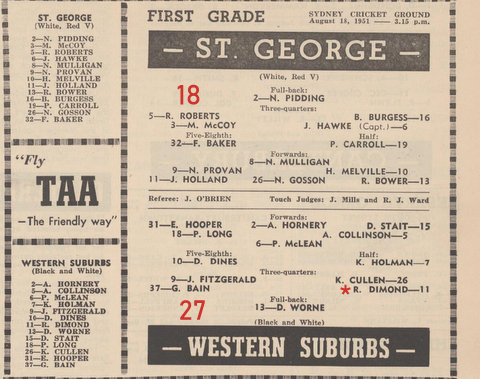 ST. GEORGE
(White, Red V)
2—N. PIDDING
3—M. McCOY
5—R. ROBERTS
6—J. HAWKE
8—N. MULLIGAN
9—N. PROVAN
10—H. MELVILLE
11—J. HOLLAND
13—R. BOWER
16—B. BURGESS
19—P. CARROLL
26—N. GOSSON
32—F. BAKER
"Fly
TAA
—The Friendly way"
WESTERN SUBURBS
(Black and White)
2—A. HORNERY
5—A. COLLINSON
6—P. McLEAN
7—K. HOLMAN
9—J. FITZGERALD
16—D. DINES
11—R. DIMOND
13—D. WORNE
15—D. STAIT
18—P. LONG
26—K. CULLEN
31—E. HOOPER
37—G. BAIN
FIRST GRADE SYDNEY CRICKET GROUND
August 18, 1951 — 3.15 p.m.
— ST. GEORGE —
(White, Red V)
18
Full-back:
2—N. PIDDING
Three-quarters:
5—R. ROBERTS B. BURGESS—16
3—M. McCOY J. HAWKE (Capt.)—6
Five-Eighth: Half:
32—F. BAKER P. CARROLL—19
Forwards:
8—N. MULLIGAN
9—N. PROVAN H. MELVILLE—10
11—J. HOLLAND 26—N. GOSSON R. BOWER—13
Referee: J. O'BRIEN Touch Judges: J. Mills and R. J. Ward
Forwards:
31—E. HOOPER 2—A. HORNERY D. STAIT—15
18—P. LONG A. COLLINSON—5
6—P. McLEAN
Five-Eighth: Half:
10—D. DINES K. HOLMAN—7
Three-quarters:
9—J. FITZGERALD K. CULLEN—26
37—G. BAIN * R. DIMOND—11
27
Full-back:
13—D. WORNE
(Black and White)
— WESTERN SUBURBS —